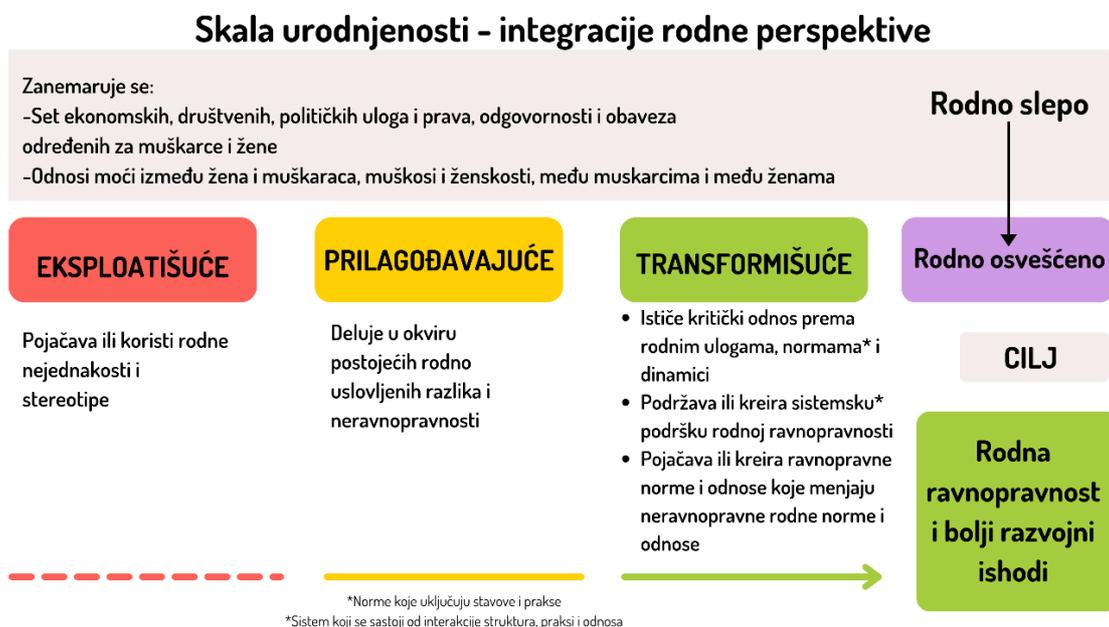 Skala urodnjenosti - integracije rodne perspektive
Zanemaruje se:
-Set ekonomskih, društvenih, političkih uloga i prava, odgovornosti i obaveza
određenih za muškarce i žene
-Odnosi moći između žena i muškaraca, muškosi i ženskosti, među muskarcima i među ženama
Rodno slepo
EKSPLOATIŠUĆE
Pojačava ili koristi rodne
nejednakosti i
stereotipe
PRILAGOĐAVAJUĆE
Deluje u okviru
postojećih rodno
uslovljenih razlika i
neravnopravnosti
TRANSFORMIŠUĆE
• Ističe kritički odnos prema
rodnim ulogama, normama* i
dinamici
• Podržava ili kreira sistemsku*
podršku rodnoj ravnopravnosti
• Pojačava ili kreira ravnopravne
norme i odnose koje menjaju
neravnopravne rodne norme i
odnose
Rodno osvešćeno
CILJ
Rodna
ravnopravnost
i bolji razvojni
ishodi
*Norme koje uključuju stavove i prakse
*Sistem koji se sastoji od interakcije struktura, praksi i odnosa